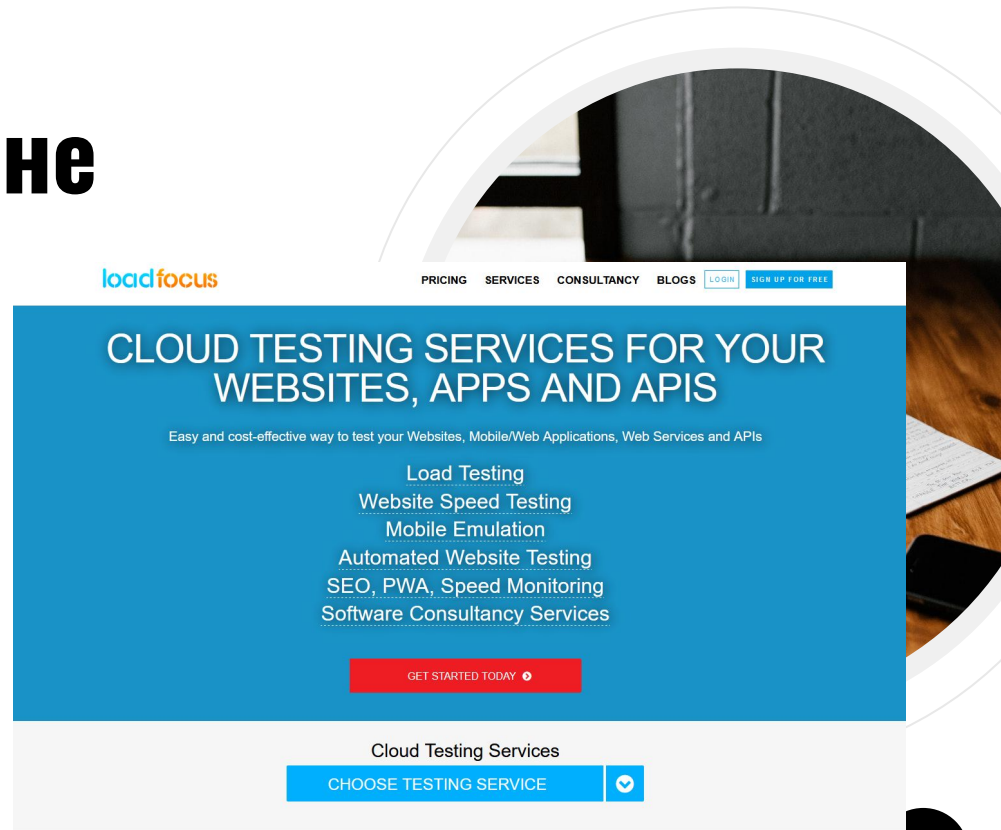 не
loadfocus
PRICING SERVICES CONSULTANCY BLOGS LOGIN SIGN UP FOR FREE
CLOUD TESTING SERVICES FOR YOUR
WEBSITES, APPS AND APIS
Easy and cost-effective way to test your Websites, Mobile/Web Applications, Web Services and APIs
Load Testing
Website Speed Testing
Mobile Emulation
Automated Website Testing
SEO, PWA, Speed Monitoring
Software Consultancy Services
GET STARTED TODAY
Cloud Testing Services
CHOOSE TESTING SERVICE